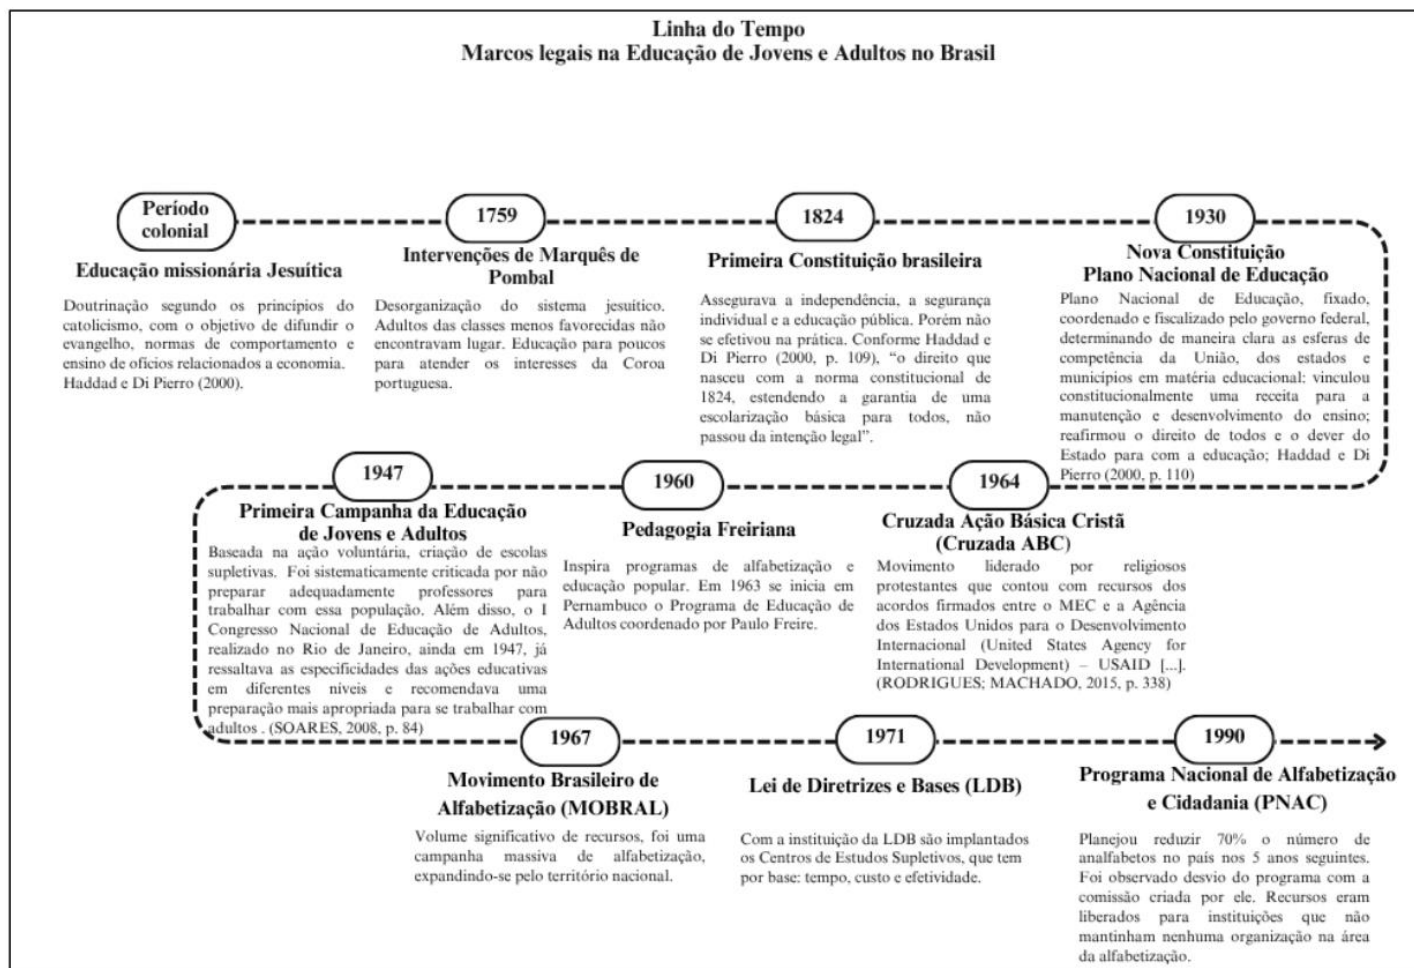 Linha do Tempo
Marcos legais na Educação de Jovens e Adultos no Brasil
Período
colonial
Educação missionária Jesuítica
Doutrinação segundo os princípios do
catolicismo, com o objetivo de difundir o
evangelho, normas de comportamento e
ensino de ofícios relacionados a economia.
Haddad e Di Pierro (2000).
1759
Intervenções de Marquês de
Pombal
Desorganização do sistema jesuítico.
Adultos das classes menos favorecidas não
encontravam lugar. Educação para poucos
para atender os interesses da Coroa
portuguesa.
1824
Primeira Constituição brasileira
Assegurava a independência, a segurança
individual e a educação pública. Porém não
se efetivou na prática. Conforme Haddad e
Di Pierro (2000, p. 109), “o direito que
nasceu com a norma constitucional de
1824, estendendo a garantia de uma
escolarização básica para todos, não
passou da intenção legal”.
1930
Nova Constituição
Plano Nacional de Educação
Plano Nacional de Educação, fixado,
coordenado e fiscalizado pelo governo federal,
determinando de maneira clara as esferas de
competência da União, dos estados e
municípios em matéria educacional: vinculou
constitucionalmente uma receita para a
manutenção e desenvolvimento do ensino;
reafirmou o direito de todos e o dever do
Estado para com a educação; Haddad e Di
Pierro (2000, p. 110)
1947
Primeira Campanha da Educação
de Jovens e Adultos
Baseada na ação voluntária, criação de escolas
supletivas. Foi sistematicamente criticada por não
preparar adequadamente professores para
trabalhar com essa população. Além disso, o I
Congresso Nacional de Educação de Adultos,
realizado no Rio de Janeiro, ainda em 1947, já
ressaltava as especificidades das ações educativas
em diferentes níveis e recomendava uma
preparação mais apropriada para se trabalhar com
adultos . (SOARES, 2008, p. 84)
1960
Pedagogia Freiriana
Inspira programas de alfabetização e
educação popular. Em 1963 se inicia em
Pernambuco o Programa de Educação de
Adultos coordenado por Paulo Freire.
1964
Cruzada Ação Básica Cristã
(Cruzada ABC)
Movimento liderado por religiosos
protestantes que contou com recursos dos
acordos firmados entre o MEC e a Agência
dos Estados Unidos para o Desenvolvimento
Internacional (United States Agency for
International Development) – USAID [...].
(RODRIGUES; MACHADO, 2015, p. 338)
1967
Movimento Brasileiro de
Alfabetização (MOBRAL)
Volume significativo de recursos, foi uma
campanha massiva de alfabetização,
expandindo-se pelo território nacional.
1971
Lei de Diretrizes e Bases (LDB)
Com a instituição da LDB são implantados
os Centros de Estudos Supletivos, que tem
por base: tempo, custo e efetividade.
1990
Programa Nacional de Alfabetização
e Cidadania (PNAC)
Planejou reduzir 70% o número de
analfabetos no país nos 5 anos seguintes.
Foi observado desvio do programa com a
comissão criada por ele. Recursos eram
liberados para instituições que não
mantinham nenhuma organização na área
da alfabetização.